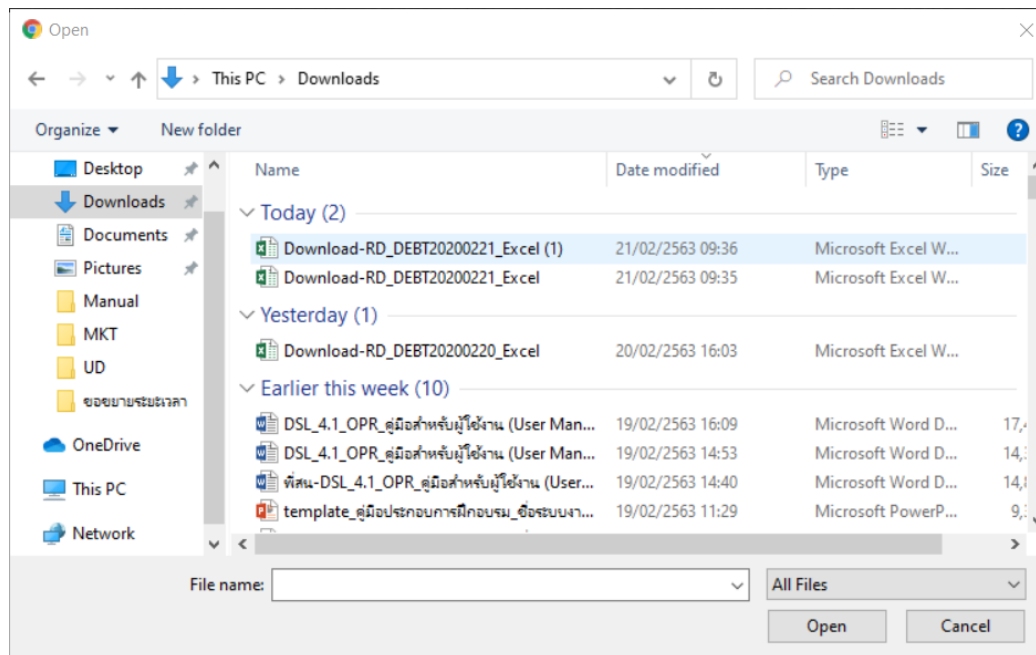 Open
This PC > Downloads
Search Downloads
Organize
New folder
Desktop
Downloads
Documents
Pictures
Manual
MKT
UD
ขอขยายระยะเวลา
OneDrive
This PC
Network
Name Date modified Type Size
Today (2)
Download-RD_DEBT20200221_Excel (1) 21/02/2563 09:36 Microsoft Excel W...
Download-RD_DEBT20200221_Excel 21/02/2563 09:35 Microsoft Excel W...
Yesterday (1)
Download-RD_DEBT20200220_Excel 20/02/2563 16:03 Microsoft Excel W...
Earlier this week (10)
DSL_4.1_OPR_คู่มือสำหรับผู้ใช้งาน (User Man... 19/02/2563 16:09 Microsoft Word D... 17,
DSL_4.1_OPR_คู่มือสำหรับผู้ใช้งาน (User Man... 19/02/2563 14:53 Microsoft Word D... 14,
พี่สน-DSL_4.1_OPR_คู่มือสำหรับผู้ใช้งาน (User... 19/02/2563 14:40 Microsoft Word D... 14,
template_คู่มือประกอบการฝึกอบรม_ชื่อระบบงา... 19/02/2563 11:29 Microsoft PowerP... 9,
File name:
All Files
Open
Cancel